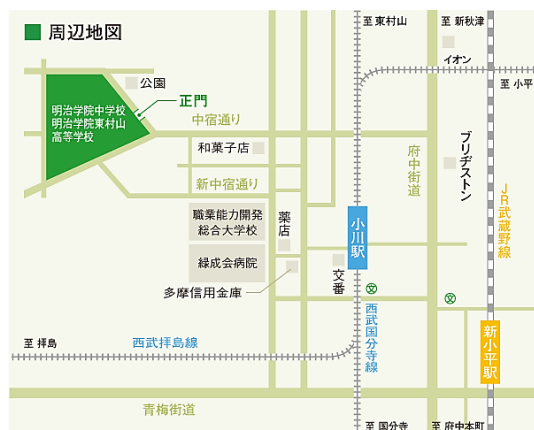 周辺地図
至 東村山
至 新秋津
イオン
至 小平
公園
正門
明治学院中学校
明治学院東村山
高等学校
中宿通り
和菓子店
府中街道
ブリヂストン
新中宿通り
JR武蔵野線
職業能力開発
総合大学校
薬店
小川駅
緑成会病院
交番
多摩信用金庫
文
文
西武国分寺線
新小平駅
至 拝島
西武拝島線
青梅街道
至 国分寺
至 府中本町